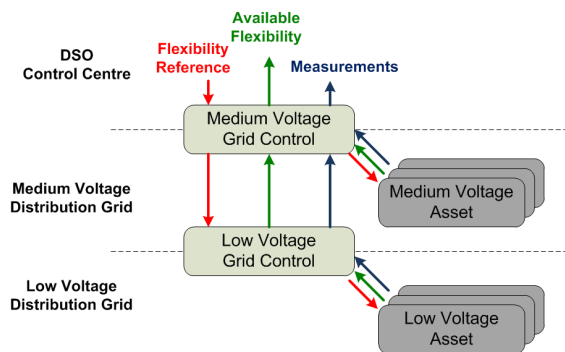 Available
Flexibility
DSO
Control Centre
Flexibility
Reference
Measurements
Medium Voltage
Grid Control
Medium Voltage
Distribution Grid
Medium Voltage
Asset
Low Voltage
Grid Control
Low Voltage
Distribution Grid
Low Voltage
Asset